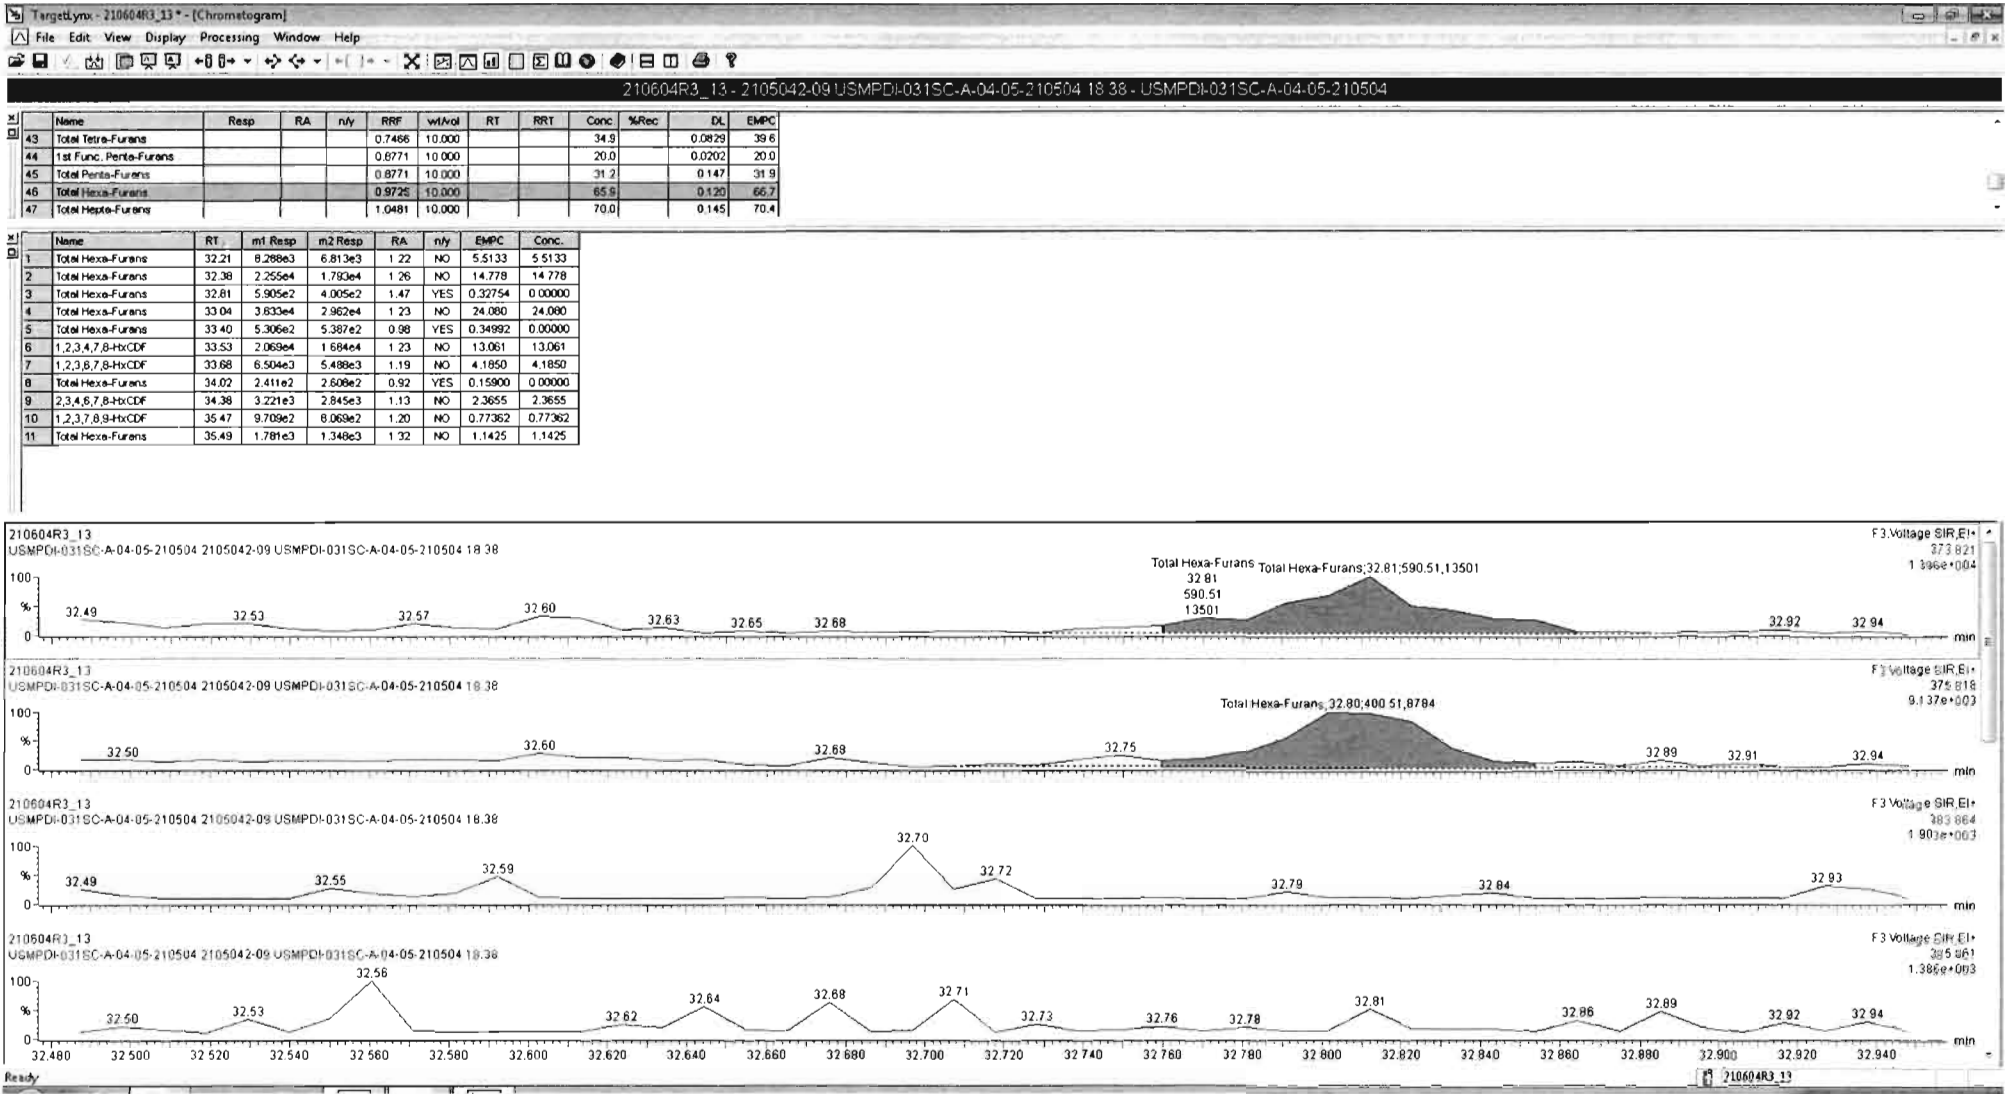 TargetLynx - 210604R3_13 * - [Chromatogram]
File Edit View Display Processing Window Help
210604R3_13 - 2105042-09 USMPDI-031SC-A-04-05-210504 18.38 - USMPDI-031SC-A-04-05-210504
Name Resp RA n/y RRF wt/vol RT RRT Conc %Rec DL EMPC
43 Total Tetra-Furans 0.7466 10.000 34.9 0.0829 39.6
44 1st Func. Penta-Furans 0.8771 10.000 20.0 0.0202 20.0
45 Total Penta-Furans 0.8771 10.000 31.2 0.147 31.9
46 Total Hexa-Furans 0.9725 10.000 65.9 0.120 66.7
47 Total Hepta-Furans 1.0481 10.000 70.0 0.145 70.4
Name RT m1 Resp m2 Resp RA n/y EMPC Conc.
1 Total Hexa-Furans 32.21 8.288e3 6.813e3 1.22 NO 5.5133 5.5133
2 Total Hexa-Furans 32.38 2.255e4 1.793e4 1.26 NO 14.778 14.778
3 Total Hexa-Furans 32.81 5.905e2 4.005e2 1.47 YES 0.32754 0.00000
4 Total Hexa-Furans 33.04 3.633e4 2.962e4 1.23 NO 24.080 24.080
5 Total Hexa-Furans 33.40 5.306e2 5.387e2 0.98 YES 0.34992 0.00000
6 1,2,3,4,7,8-HxCDF 33.53 2.069e4 1.684e4 1.23 NO 13.061 13.061
7 1,2,3,6,7,8-HxCDF 33.68 6.504e3 5.488e3 1.19 NO 4.1850 4.1850
8 Total Hexa-Furans 34.02 2.411e2 2.608e2 0.92 YES 0.15900 0.00000
9 2,3,4,6,7,8-HxCDF 34.38 3.221e3 2.845e3 1.13 NO 2.3655 2.3655
10 1,2,3,7,8,9-HxCDF 35.47 9.709e2 8.069e2 1.20 NO 0.77362 0.77362
11 Total Hexa-Furans 35.49 1.781e3 1.348e3 1.32 NO 1.1425 1.1425
210604R3_13
USMPDI-031SC-A-04-05-210504 2105042-09 USMPDI-031SC-A-04-05-210504 18.38
F3:Voltage SIR,EI+
373.821
1.396e+004
Total Hexa-Furans
32.81
590.51
13501
Total Hexa-Furans;32.81;590.51;13501
100
%
0
32.49 32.53 32.57 32.60 32.63 32.65 32.68 32.92 32.94
min
210604R3_13
USMPDI-031SC-A-04-05-210504 2105042-09 USMPDI-031SC-A-04-05-210504 18.38
F3:Voltage SIR,EI+
375.818
9.137e+003
Total Hexa-Furans;32.80;400.51;8784
100
%
0
32.50 32.60 32.68 32.75 32.89 32.91 32.94
min
210604R3_13
USMPDI-031SC-A-04-05-210504 2105042-09 USMPDI-031SC-A-04-05-210504 18.38
F3:Voltage SIR,EI+
383.864
1.903e+003
100
%
0
32.49 32.55 32.59 32.70 32.72 32.79 32.84 32.93
min
210604R3_13
USMPDI-031SC-A-04-05-210504 2105042-09 USMPDI-031SC-A-04-05-210504 18.38
F3:Voltage SIR,EI+
385.861
1.386e+003
100
%
0
32.50 32.53 32.56 32.62 32.64 32.68 32.71 32.73 32.76 32.78 32.81 32.86 32.89 32.92 32.94
min
32.480 32.500 32.520 32.540 32.560 32.580 32.600 32.620 32.640 32.660 32.680 32.700 32.720 32.740 32.760 32.780 32.800 32.820 32.840 32.860 32.880 32.900 32.920 32.940
Ready
210604R3_13